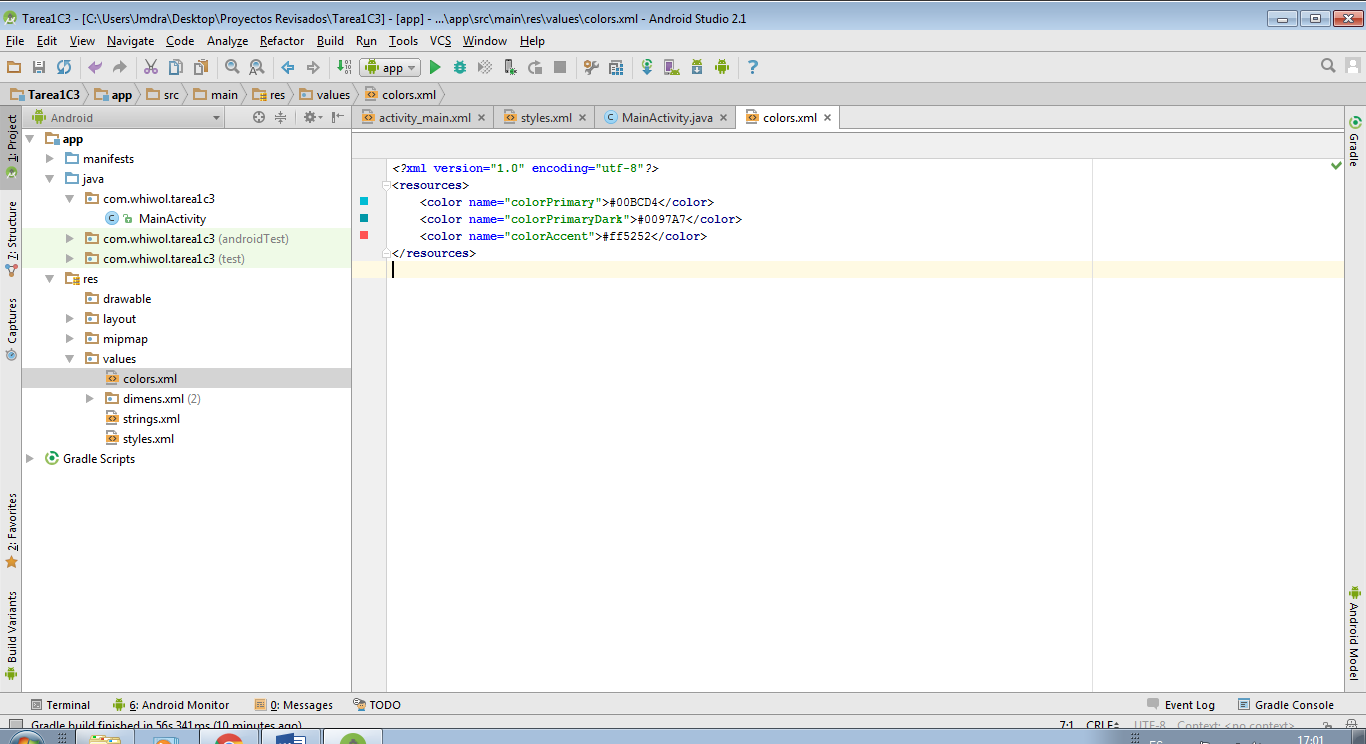 Tarea1C3 - [C:\Users\Jmdra\Desktop\Proyectos Revisados\Tarea1C3] - [app] - ...\app\src\main\res\values\colors.xml - Android Studio 2.1
File Edit View Navigate Code Analyze Refactor Build Run Tools VCS Window Help
app
Tarea1C3 app src main res values colors.xml
Android
activity_main.xml styles.xml MainActivity.java colors.xml
1: Project
7: Structure
Captures
2: Favorites
Build Variants
app
manifests
java
com.whiwol.tarea1c3
MainActivity
com.whiwol.tarea1c3 (androidTest)
com.whiwol.tarea1c3 (test)
res
drawable
layout
mipmap
values
colors.xml
dimens.xml (2)
strings.xml
styles.xml
Gradle Scripts
<?xml version="1.0" encoding="utf-8"?>
<resources>
<color name="colorPrimary">#00BCD4</color>
<color name="colorPrimaryDark">#0097A7</color>
<color name="colorAccent">#ff5252</color>
</resources>
Gradle
Android Model
Terminal 6: Android Monitor 0: Messages TODO Event Log Gradle Console
Gradle build finished in 56s 341ms (10 minutes ago) 7:1 CRLF UTF-8 Context: <no context>
ES 17:01